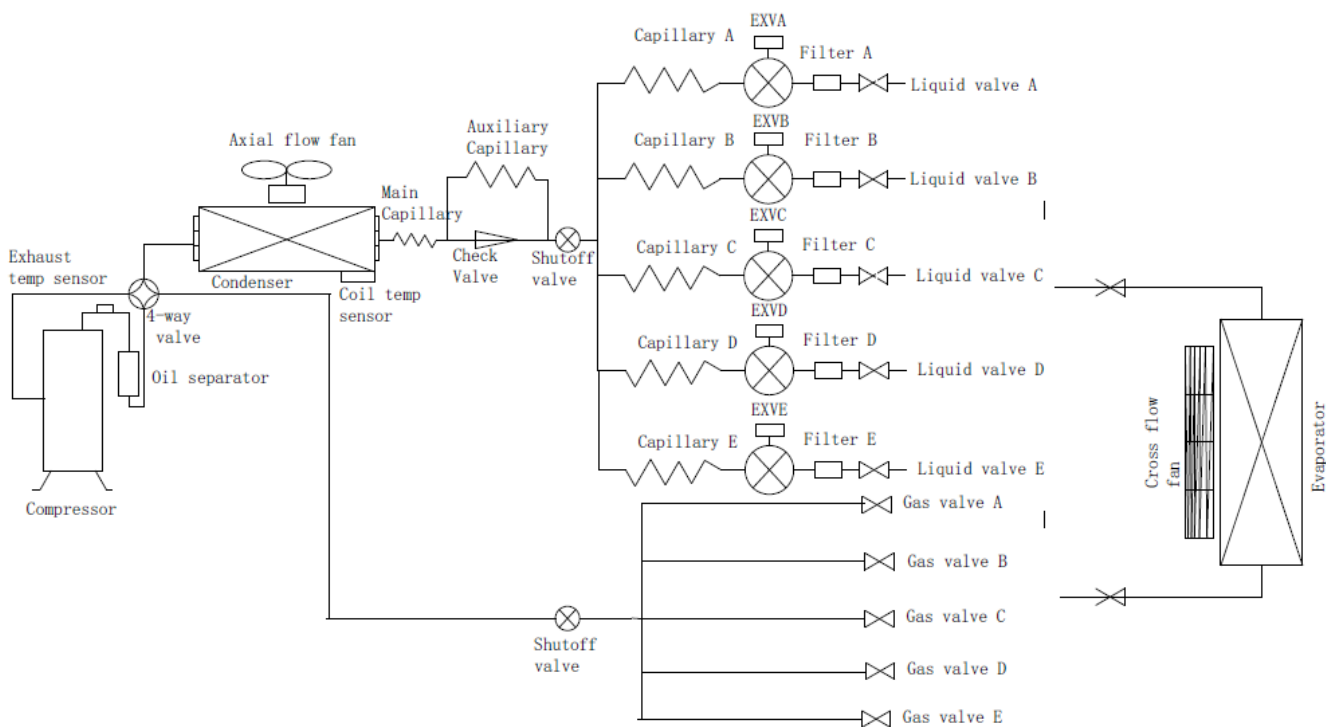 EXVA
Capillary A
Filter A
Liquid valve A
EXVB
Capillary B
Filter B
Liquid valve B
Axial flow fan
Auxiliary
Capillary
Main
Capillary
EXVC
Capillary C
Filter C
Liquid valve C
Check
Valve
Shutoff
valve
Exhaust
temp sensor
Condenser
Coil temp
sensor
4-way
valve
EXVD
Capillary D
Filter D
Liquid valve D
Oil separator
EXVE
Capillary E
Filter E
Liquid valve E
Compressor
Gas valve A
Gas valve B
Gas valve C
Shutoff
valve
Gas valve D
Gas valve E
Cross flow
fan
Evaporator